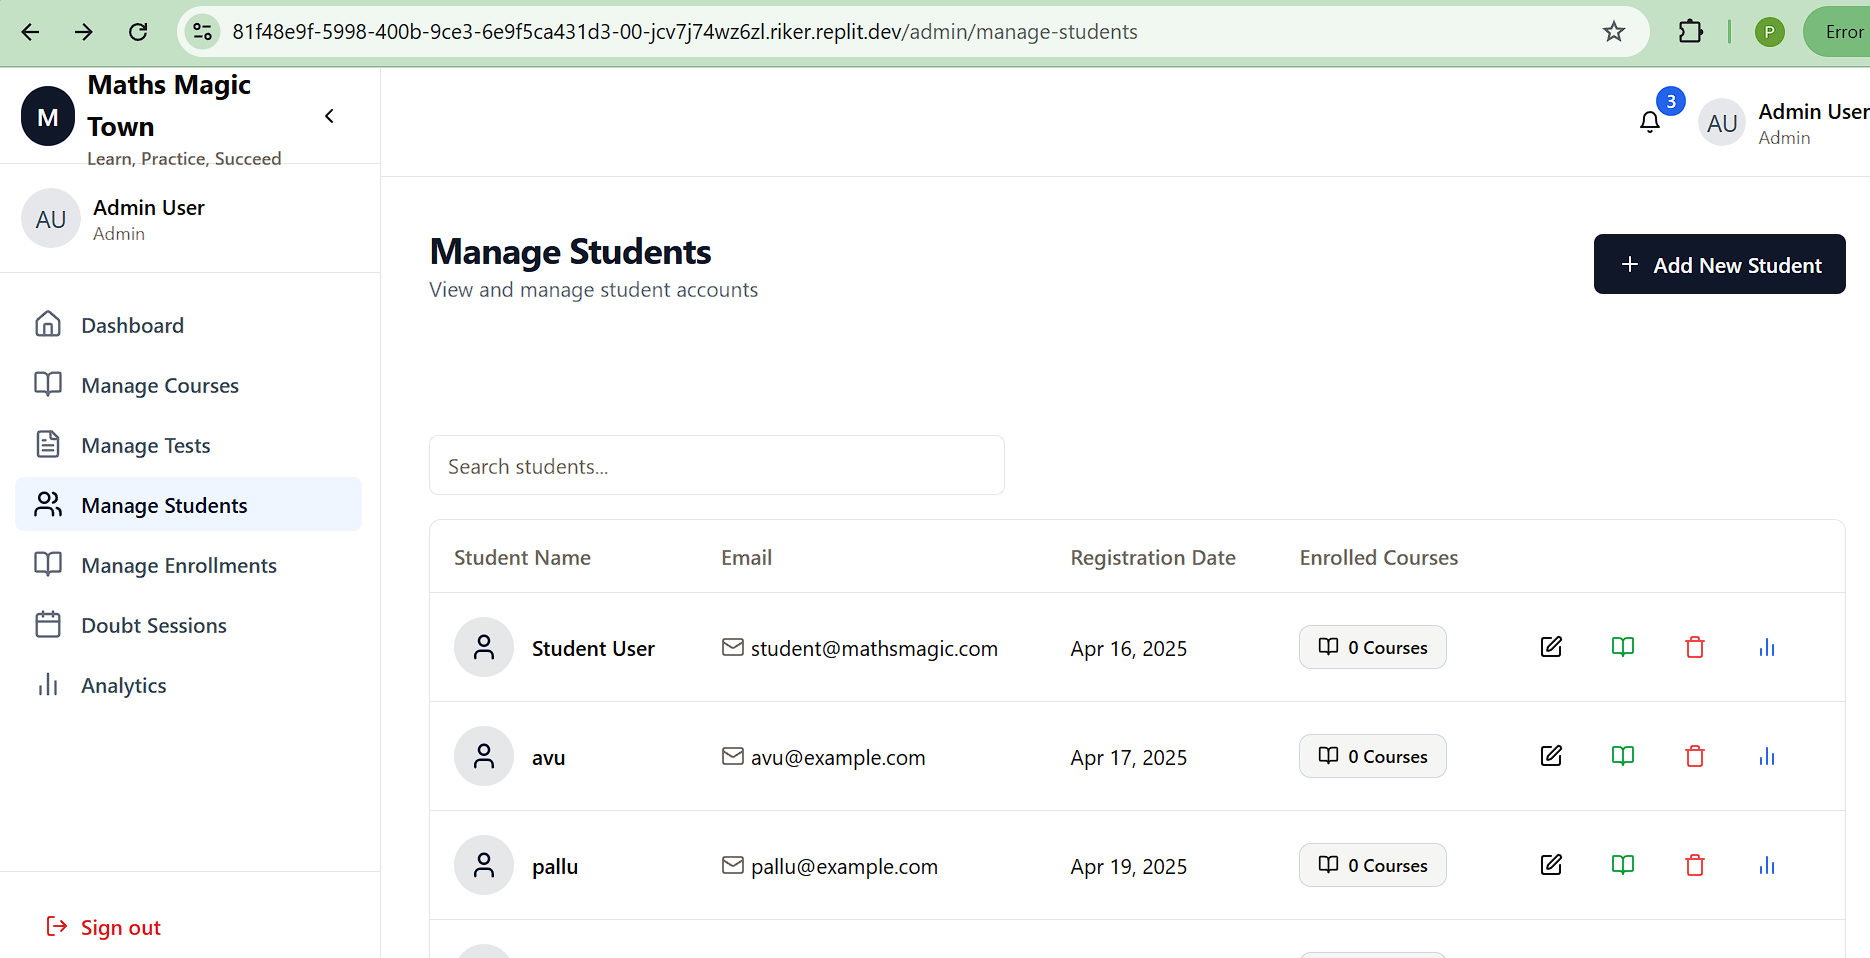 81f48e9f-5998-400b-9ce3-6e9f5ca431d3-00-jcv7j74wz6zl.riker.replit.dev/admin/manage-students
P
Error
M
Maths Magic
Town
Learn, Practice, Succeed
3
AU
Admin User
Admin
AU
Admin User
Admin
Dashboard
Manage Courses
Manage Tests
Manage Students
Manage Enrollments
Doubt Sessions
Analytics
Sign out
Manage Students
View and manage student accounts
+ Add New Student
Search students...
Student Name Email Registration Date Enrolled Courses
Student User student@mathsmagic.com Apr 16, 2025 0 Courses
avu avu@example.com Apr 17, 2025 0 Courses
pallu pallu@example.com Apr 19, 2025 0 Courses